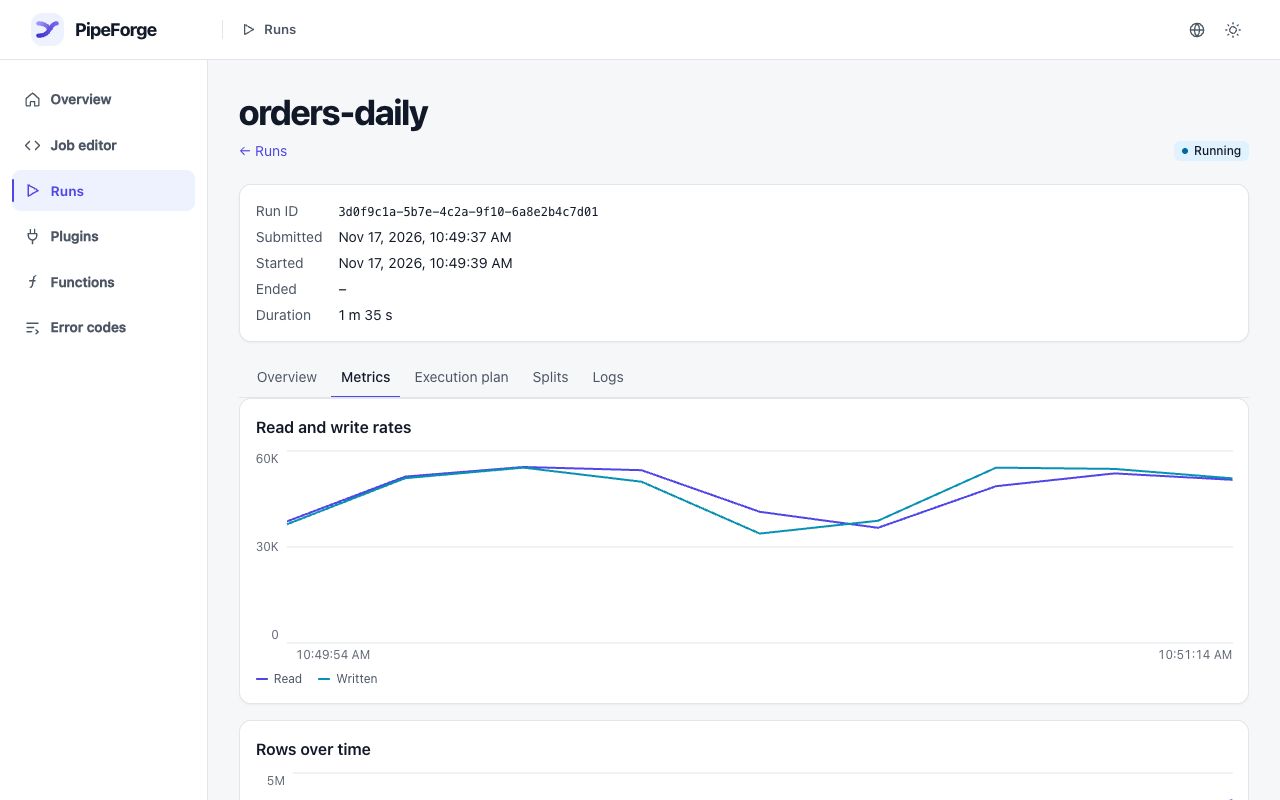 PipeForge
Runs
Overview
Job editor
Runs
Plugins
Functions
Error codes
orders-daily
← Runs
Running
Run ID 3d0f9c1a-5b7e-4c2a-9f10-6a8e2b4c7d01
Submitted Nov 17, 2026, 10:49:37 AM
Started Nov 17, 2026, 10:49:39 AM
Ended –
Duration 1 m 35 s
Overview Metrics Execution plan Splits Logs
Read and write rates
60K
30K
0
10:49:54 AM 10:51:14 AM
Read Written
Rows over time
5M